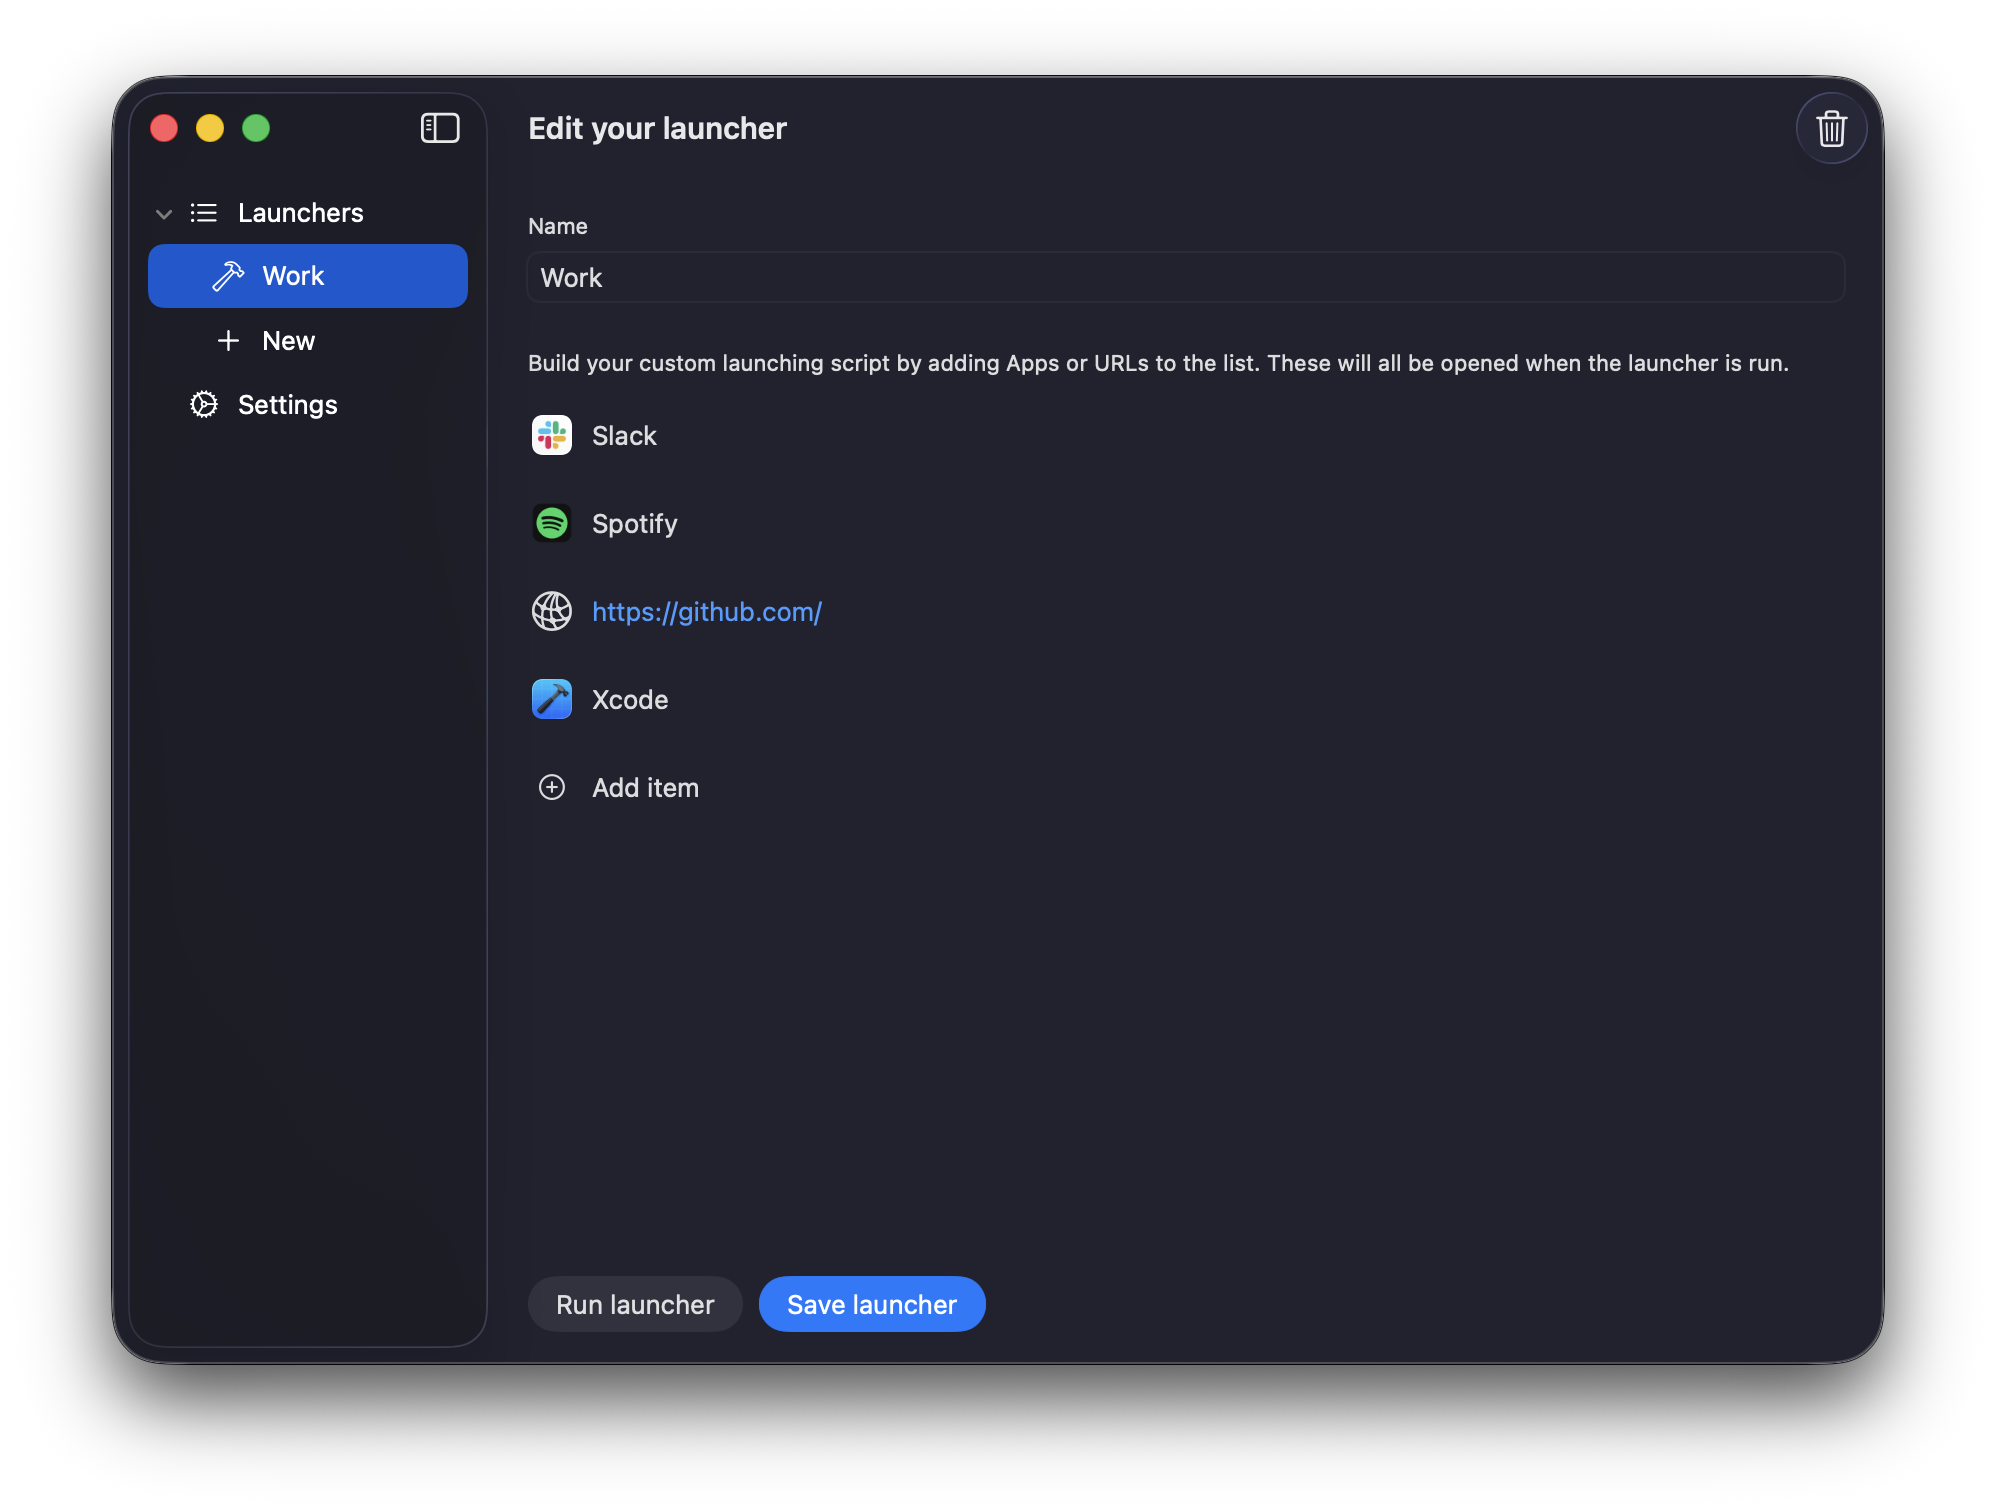 Launchers
Work
New
Settings
Edit your launcher
Name
Work
Build your custom launching script by adding Apps or URLs to the list. These will all be opened when the launcher is run.
Slack
Spotify
https://github.com/
Xcode
Add item
Run launcher
Save launcher